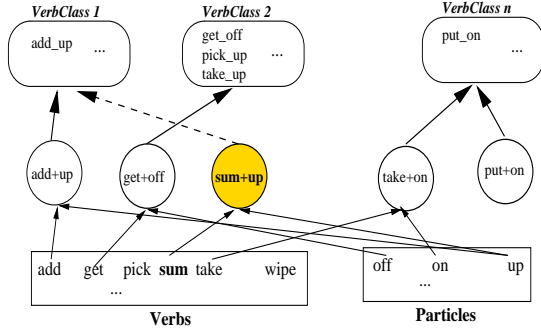 VerbClass 1
VerbClass 2
VerbClass n
add_up ...
get_off
pick_up
take_up
...
put_on
...
add+up
get+off
sum+up
take+on
put+on
add get pick sum take wipe
...
off on up
...
Verbs
Particles